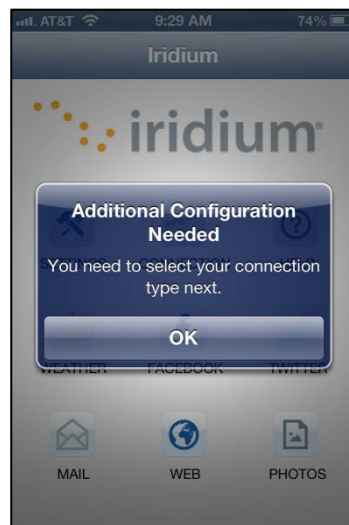 AT&T 9:29 AM 74%
Iridium
iridium
Additional Configuration
Needed
You need to select your connection
type next.
OK
WEATHER FACEBOOK TWITTER
MAIL WEB PHOTOS